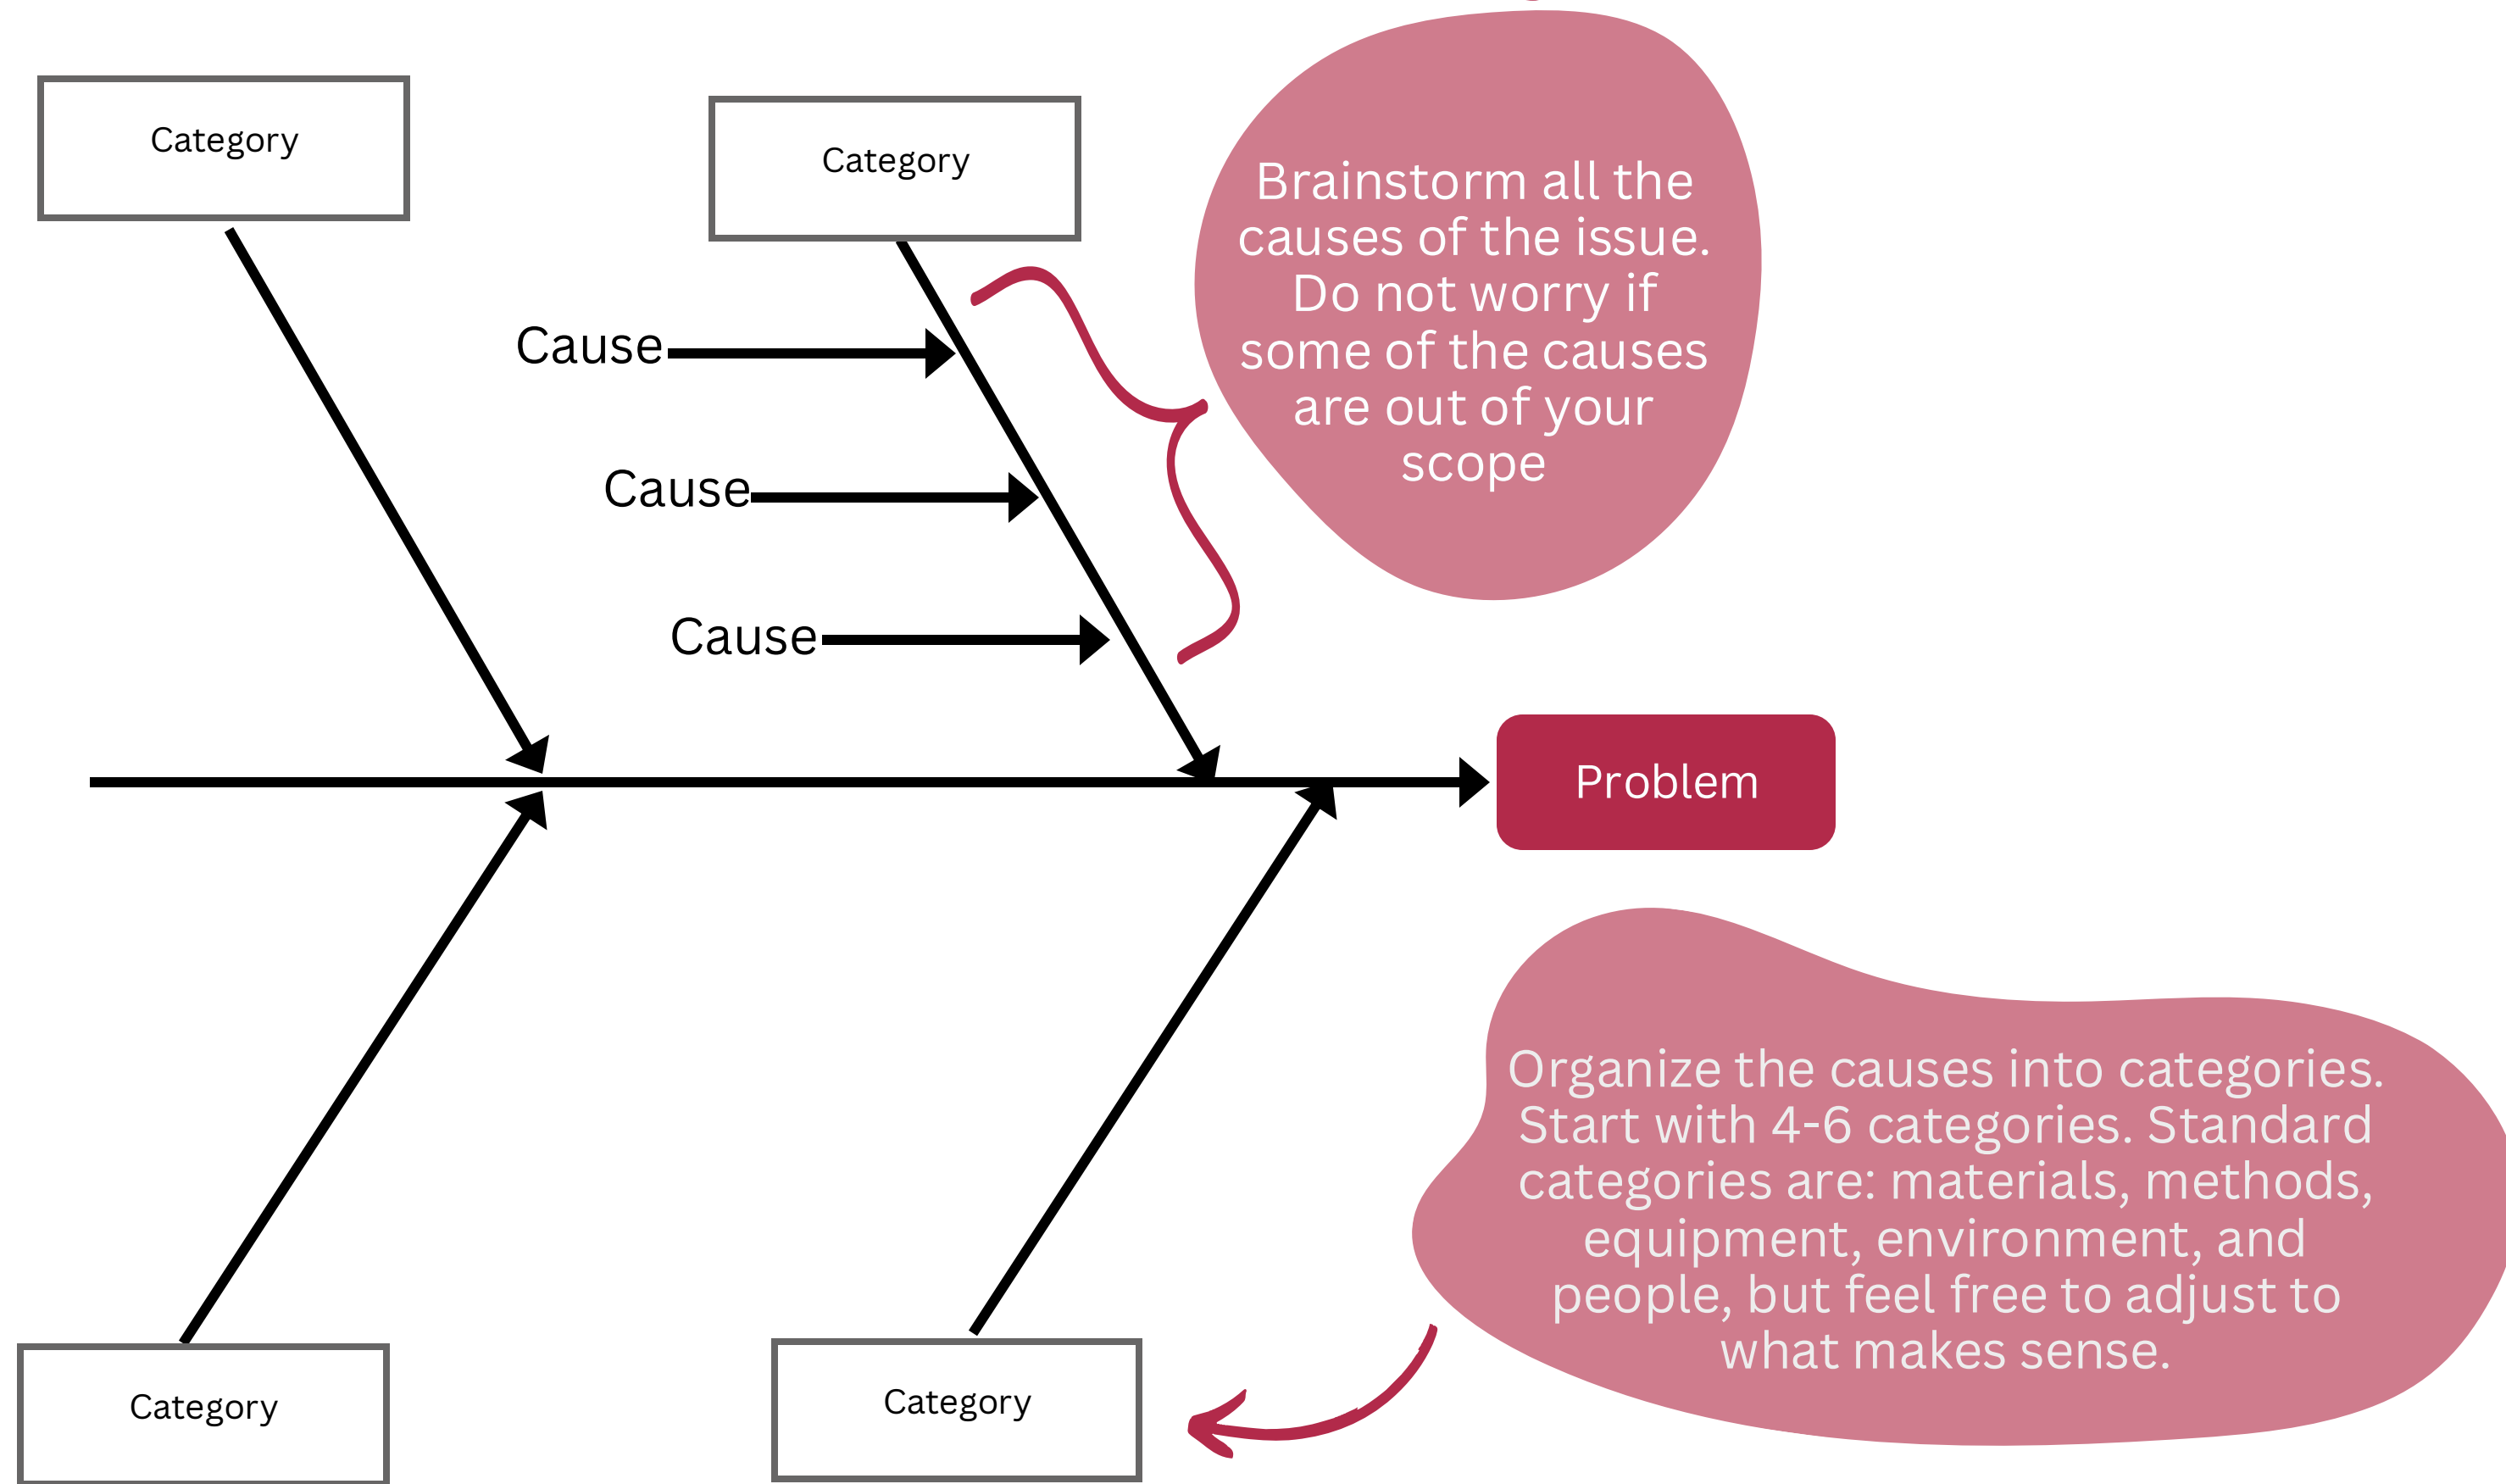 Category
Category
Brainstorm all the
causes of the issue.
Do not worry if
some of the causes
are out of your
scope
Cause
Cause
Cause
Problem
Organize the causes into categories.
Start with 4-6 categories. Standard
categories are: materials, methods,
equipment, environment, and
people, but feel free to adjust to
what makes sense.
Category
Category